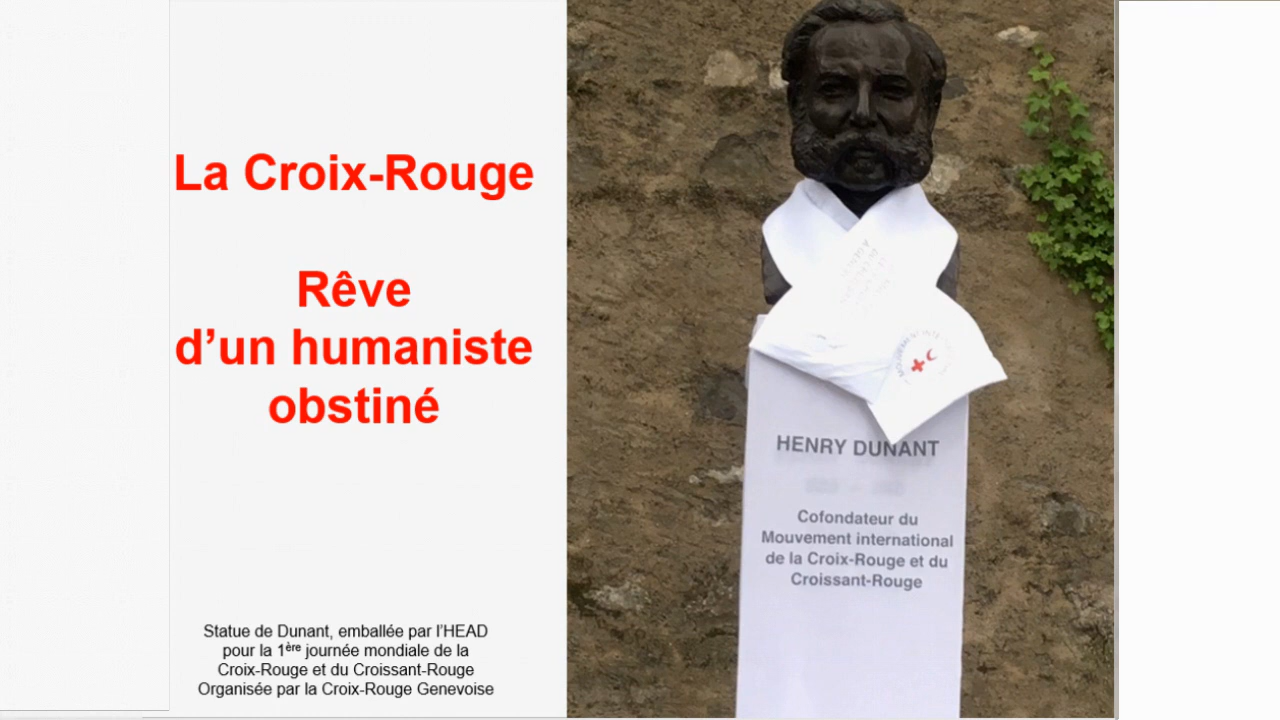 La Croix-Rouge
Rêve
d’un humaniste
obstiné
Statue de Dunant, emballée par l’HEAD
pour la 1ère journée mondiale de la
Croix-Rouge et du Croissant-Rouge
Organisée par la Croix-Rouge Genevoise
HENRY DUNANT
Cofondateur du
Mouvement international
de la Croix-Rouge et du
Croissant-Rouge